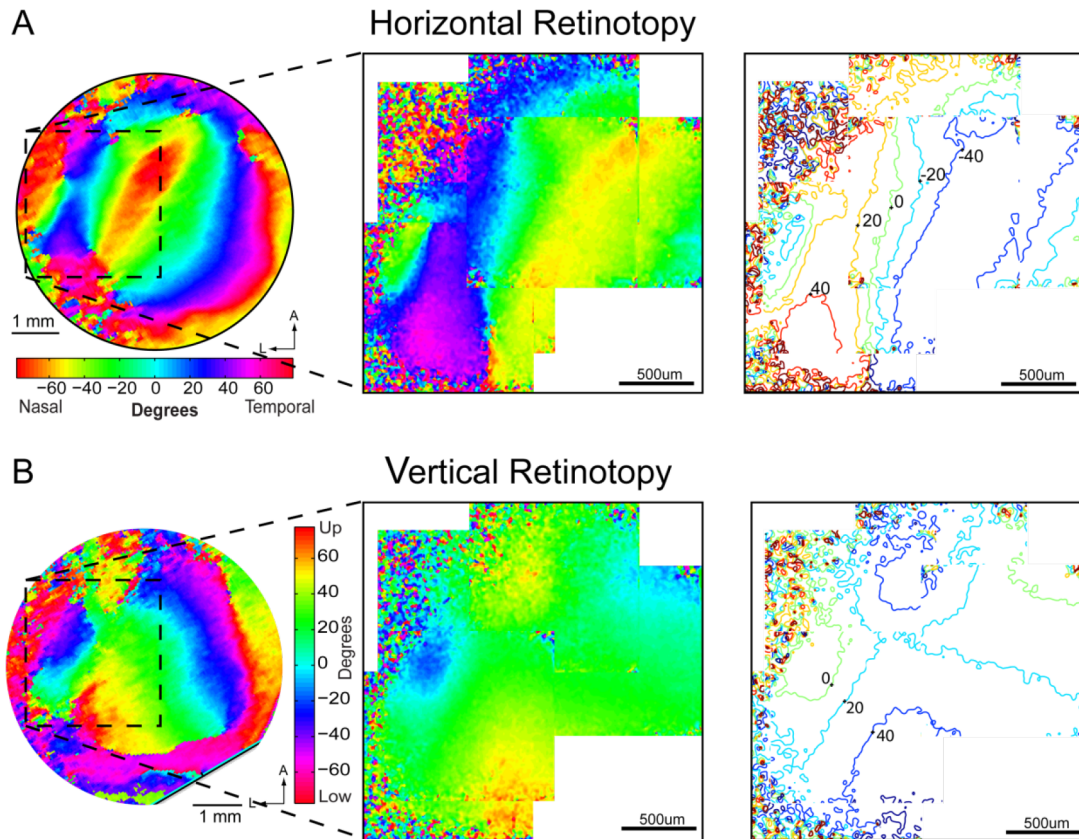 A
Horizontal Retinotopy
-40
-20
0
20
40
1 mm
A
L
−60 −40 −20 0 20 40 60
Nasal
Degrees
Temporal
500um
500um
B
Vertical Retinotopy
Up
60
40
20
0
−20
−40
−60
Low
Degrees
0
20
40
A
L
1 mm
500um
500um